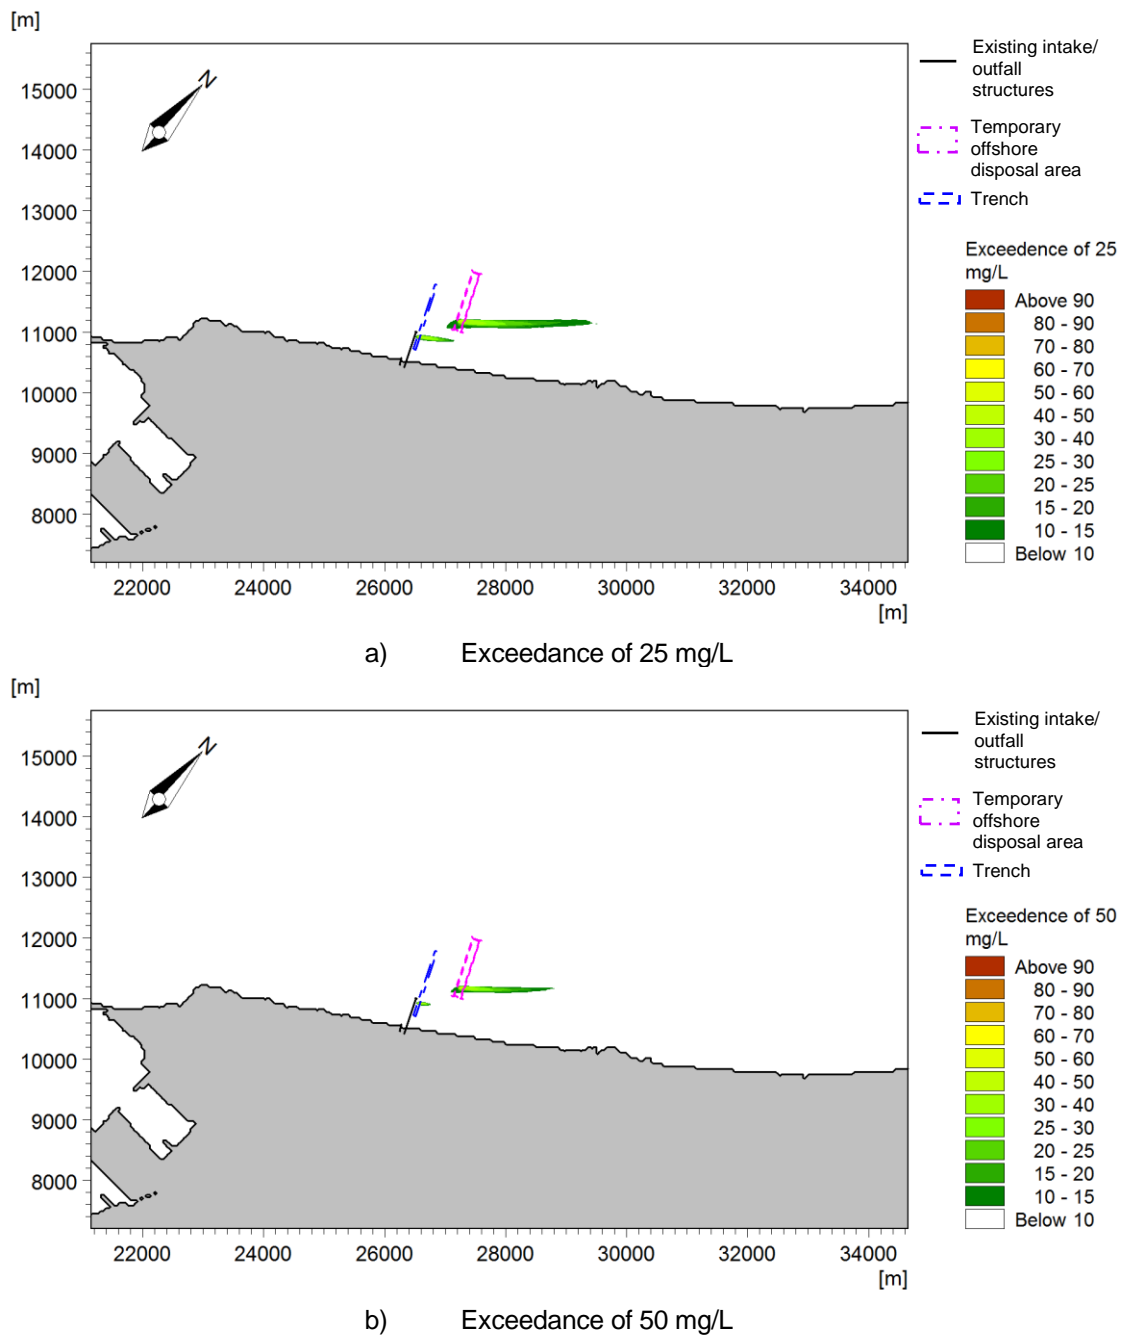 [m]
15000
14000
13000
12000
11000
10000
9000
8000
22000 24000 26000 28000 30000 32000 34000
[m]
N
Existing intake/
outfall
structures
Temporary
offshore
disposal area
Trench
Exceedence of 25
mg/L
Above 90
80 - 90
70 - 80
60 - 70
50 - 60
40 - 50
30 - 40
25 - 30
20 - 25
15 - 20
10 - 15
Below 10
a) Exceedance of 25 mg/L
[m]
15000
14000
13000
12000
11000
10000
9000
8000
22000 24000 26000 28000 30000 32000 34000
[m]
N
Existing intake/
outfall
structures
Temporary
offshore
disposal area
Trench
Exceedence of 50
mg/L
Above 90
80 - 90
70 - 80
60 - 70
50 - 60
40 - 50
30 - 40
25 - 30
20 - 25
15 - 20
10 - 15
Below 10
b) Exceedance of 50 mg/L